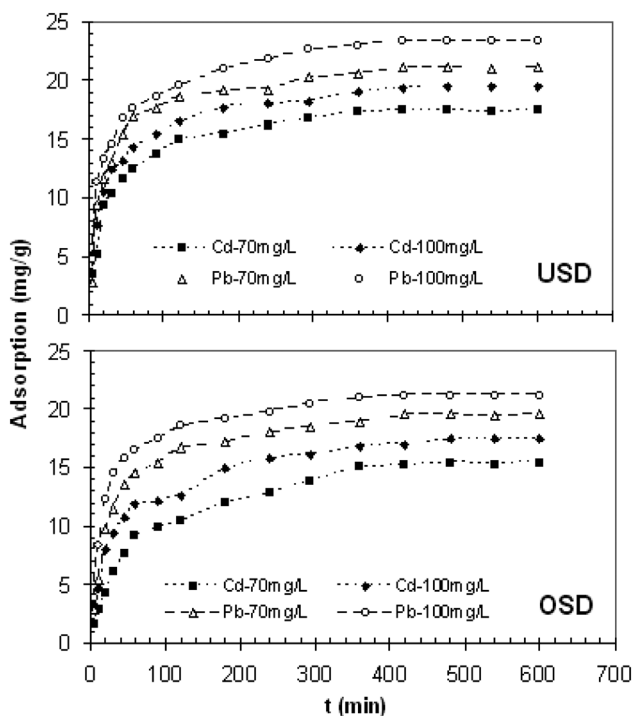 Adsorption (mg/g)
25
20
15
10
5
0
Cd-70mg/L
Cd-100mg/L
Pb-70mg/L
Pb-100mg/L
USD
25
20
15
10
5
0
Cd-70mg/L
Cd-100mg/L
Pb-70mg/L
Pb-100mg/L
OSD
0 100 200 300 400 500 600 700
t (min)